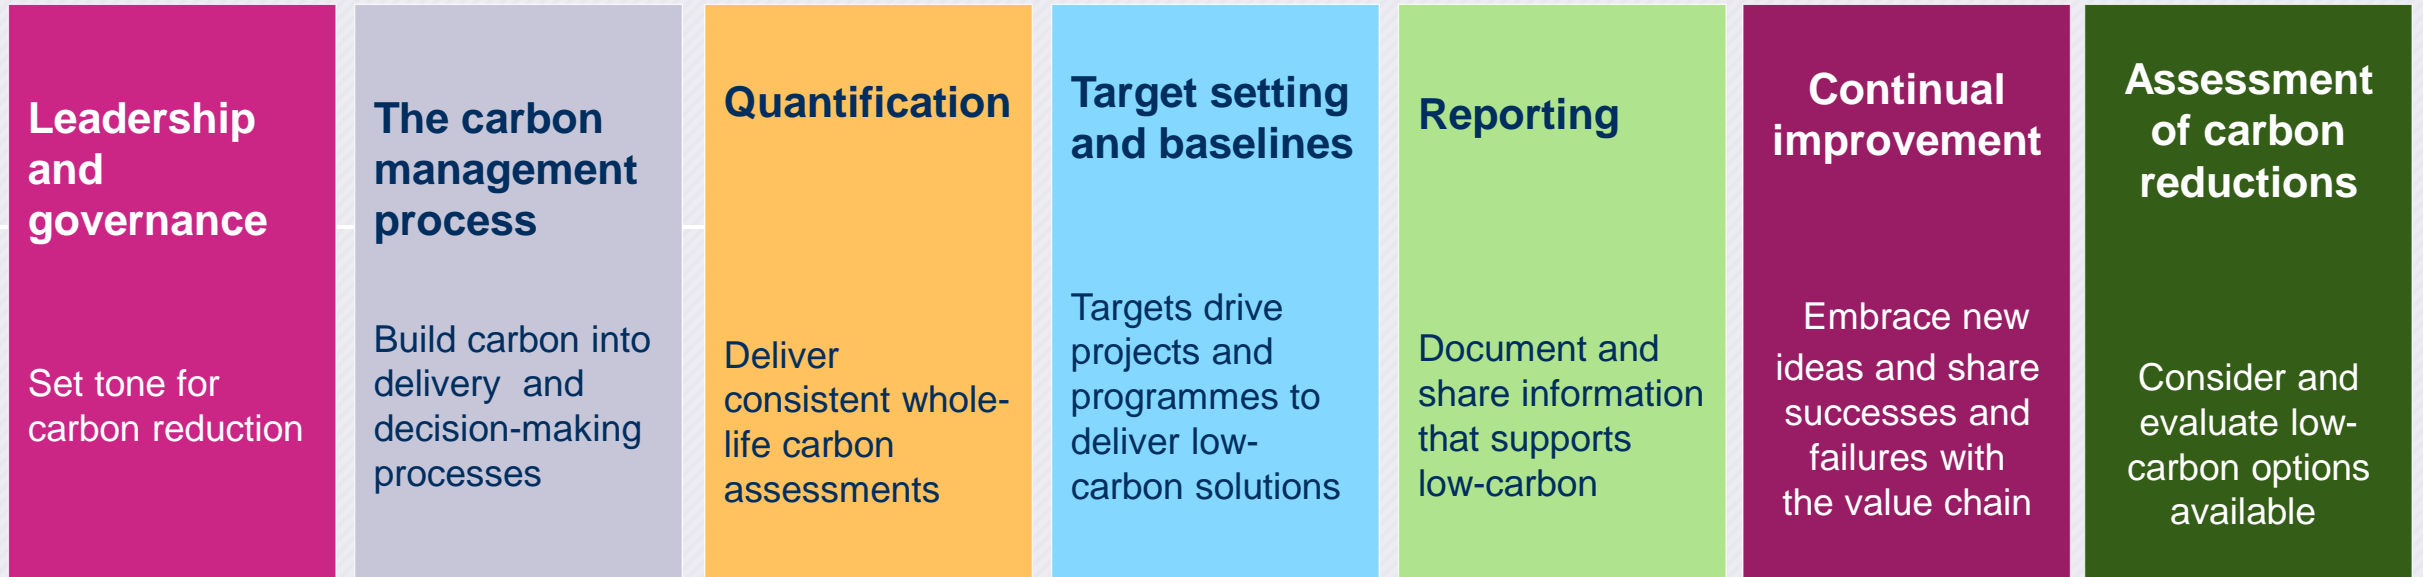 Leadership
and
governance
Set tone for
carbon reduction
The carbon
management
process
Build carbon into
delivery  and
decision-making
processes
Quantification
Deliver
consistent whole-
life carbon
assessments
Target setting
and baselines
Targets drive
projects and
programmes to
deliver low-
carbon solutions
Reporting
Document and
share information
that supports
low-carbon
Continual
improvement
Embrace new
ideas and share
successes and
failures with
the value chain
Assessment
of carbon
reductions
Consider and
evaluate low-
carbon options
available